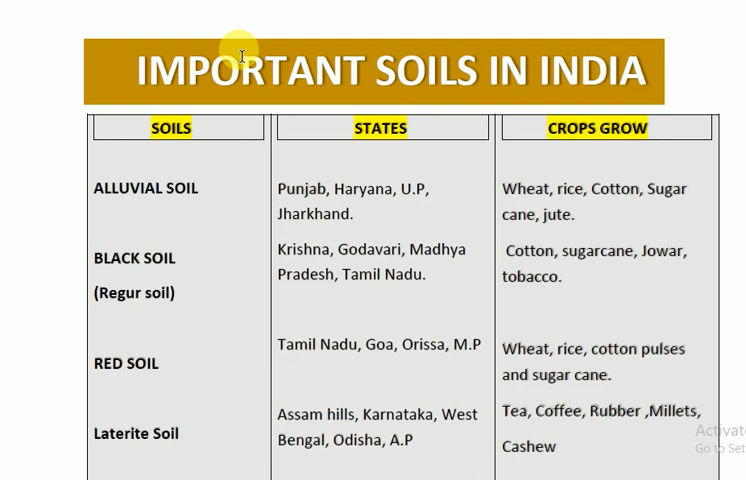 IMPORTANT SOILS IN INDIA
SOILS STATES CROPS GROW
ALLUVIAL SOIL
Punjab, Haryana, U.P,
Jharkhand.
Wheat, rice, Cotton, Sugar
cane, jute.
BLACK SOIL
(Regur soil)
Krishna, Godavari, Madhya
Pradesh, Tamil Nadu.
Cotton, sugarcane, Jowar,
tobacco.
RED SOIL
Tamil Nadu, Goa, Orissa, M.P
Wheat, rice, cotton pulses
and sugar cane.
Laterite Soil
Assam hills, Karnataka, West
Bengal, Odisha, A.P
Tea, Coffee, Rubber ,Millets,
Cashew
Activate
Go to Set